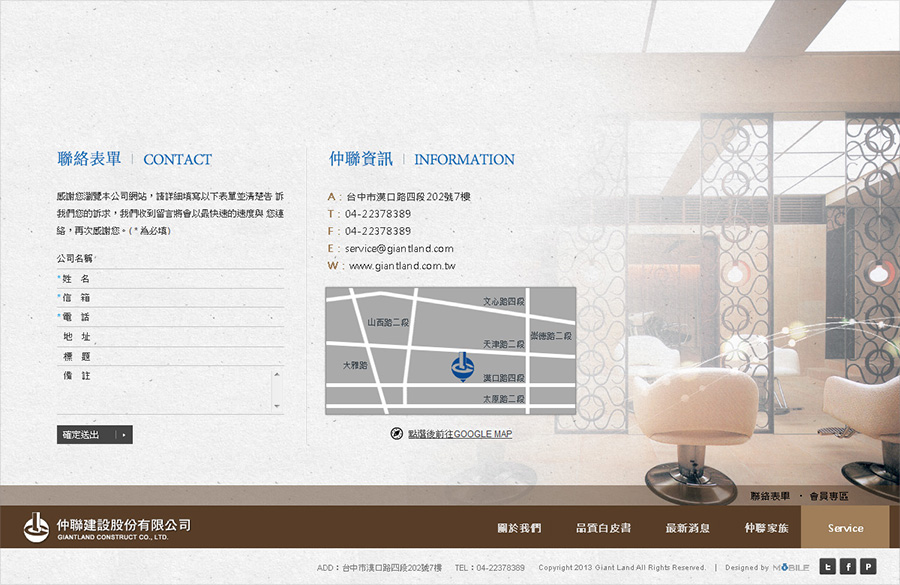 聯絡表單 | CONTACT
感謝您瀏覽本公司網站，請詳細填寫以下表單並清楚告 訴
我們您的訴求，我們收到留言將會以最快速的速度與 您連
絡，再次感謝您。( * 為必填)
公司名稱
*姓 名
*信 箱
*電 話
地 址
標 題
備 註
確定送出
仲聯資訊 | INFORMATION
A : 台中市漢口路四段202號7樓
T : 04-22378389
F : 04-22378389
E : service@giantland.com
W : www.giantland.com.tw
文心路四段
山西路二段
崇德路二段
天津路二段
大雅路
漢口路四段
太原路二段
點選後前往GOOGLE MAP
聯絡表單 ・ 會員專區
仲聯建設股份有限公司
GIANTLAND CONSTRUCT CO., LTD.
關於我們 品質白皮書 最新消息 仲聯家族 Service
ADD：台中市漢口路四段202號7樓 TEL：04-22378389 Copyright 2013 Giant Land All Rights Reserved. | Designed by MOBILE